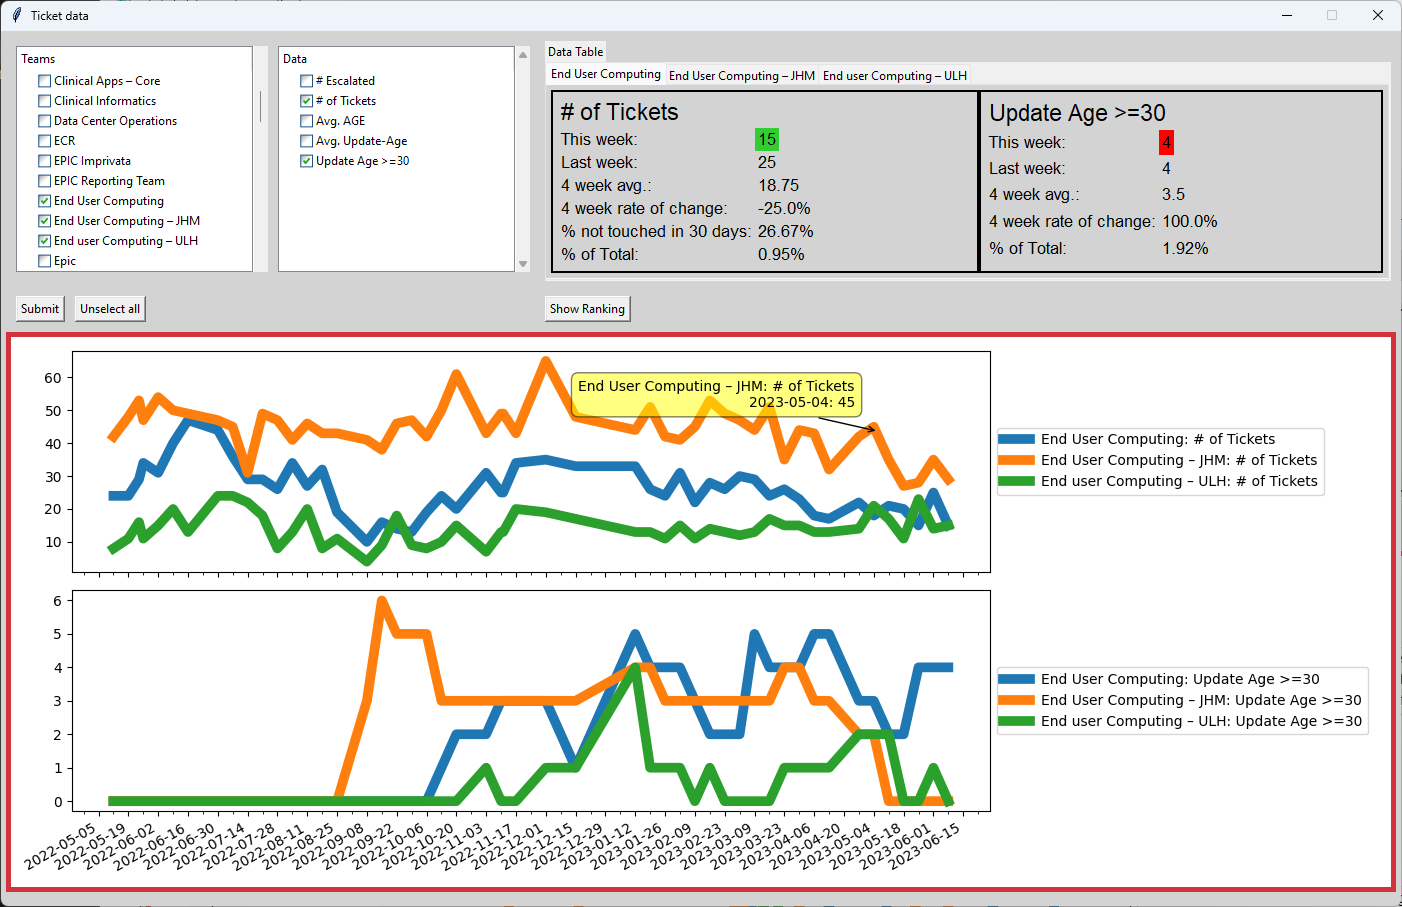 Ticket data
Teams
Clinical Apps – Core
Clinical Informatics
Data Center Operations
ECR
EPIC Imprivata
EPIC Reporting Team
End User Computing
End User Computing – JHM
End user Computing – ULH
Epic
Data
# Escalated
# of Tickets
Avg. AGE
Avg. Update-Age
Update Age >=30
Data Table
End User Computing End User Computing – JHM End user Computing – ULH
# of Tickets
This week: 15
Last week: 25
4 week avg.: 18.75
4 week rate of change: -25.0%
% not touched in 30 days: 26.67%
% of Total: 0.95%
Update Age >=30
This week: 4
Last week: 4
4 week avg.: 3.5
4 week rate of change: 100.0%
% of Total: 1.92%
Submit
Unselect all
Show Ranking
60
50
40
30
20
10
End User Computing – JHM: # of Tickets
2023-05-04: 45
End User Computing: # of Tickets
End User Computing – JHM: # of Tickets
End user Computing – ULH: # of Tickets
6
5
4
3
2
1
0
End User Computing: Update Age >=30
End User Computing – JHM: Update Age >=30
End user Computing – ULH: Update Age >=30
2022-05-05
2022-05-19
2022-06-02
2022-06-16
2022-06-30
2022-07-14
2022-07-28
2022-08-11
2022-08-25
2022-09-08
2022-09-22
2022-10-06
2022-10-20
2022-11-03
2022-11-17
2022-12-01
2022-12-15
2022-12-29
2023-01-12
2023-01-26
2023-02-09
2023-02-23
2023-03-09
2023-03-23
2023-04-06
2023-04-20
2023-05-04
2023-05-18
2023-06-01
2023-06-15